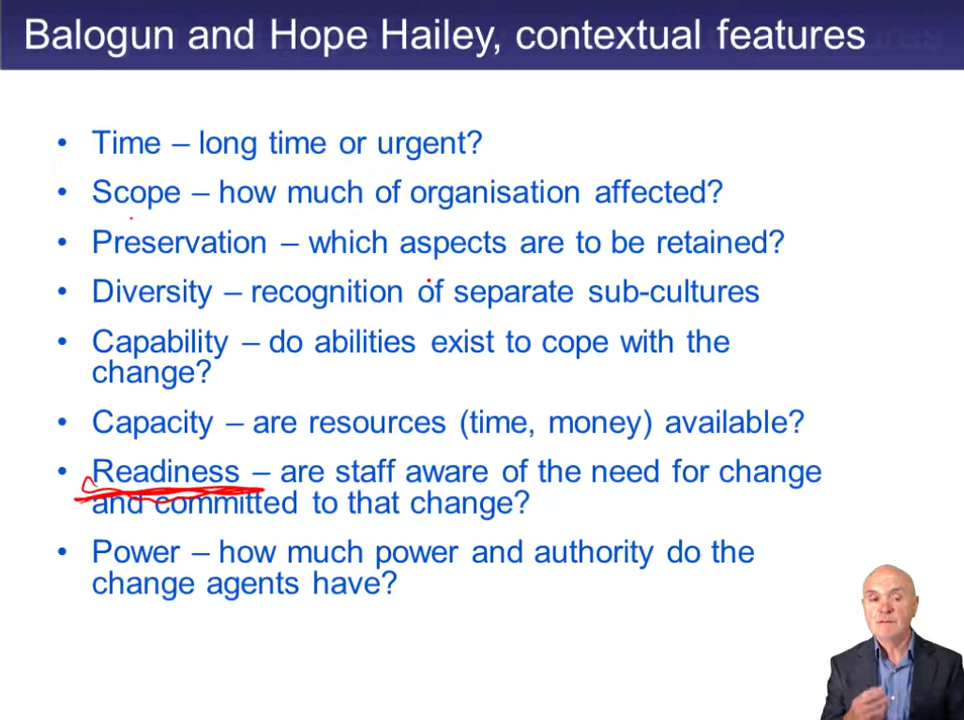 Balogun and Hope Hailey, contextual features
• Time – long time or urgent?
• Scope – how much of organisation affected?
• Preservation – which aspects are to be retained?
• Diversity – recognition of separate sub-cultures
• Capability – do abilities exist to cope with the
change?
• Capacity – are resources (time, money) available?
• Readiness – are staff aware of the need for change
and committed to that change?
• Power – how much power and authority do the
change agents have?